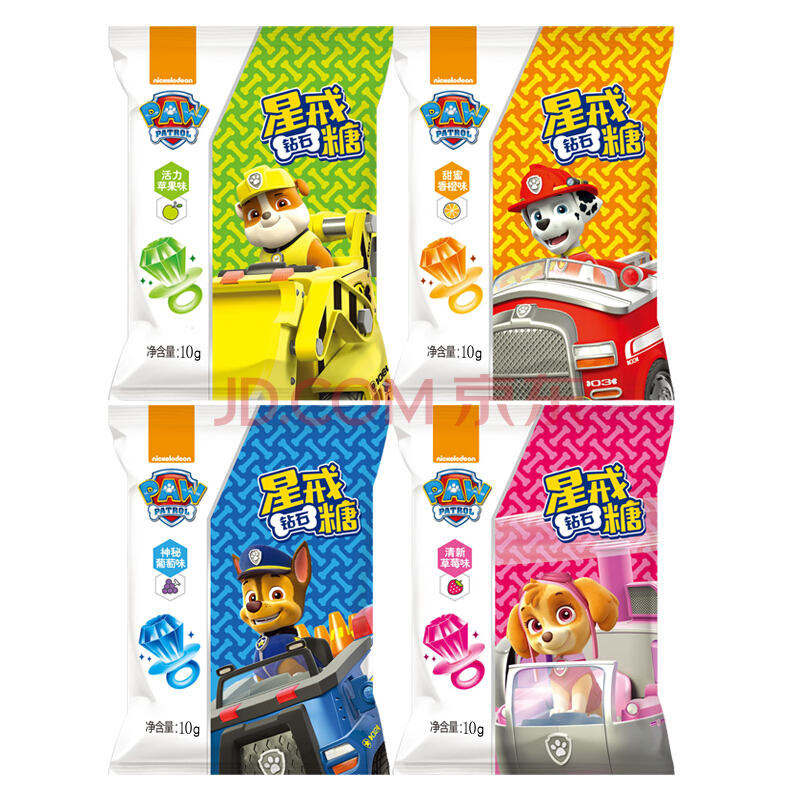 nickelodeon
PAW
PATROL
星戒
钻石
糖
活力
苹果味
净含量:10g
nickelodeon
PAW
PATROL
星戒
钻石
糖
甜蜜
香橙味
03
净含量:10g
JD.COM 京东
nickelodeon
PAW
PATROL
星戒
钻石
糖
神秘
葡萄味
净含量:10g
nickelodeon
PAW
PATROL
星戒
钻石
糖
清新
草莓味
净含量:10g